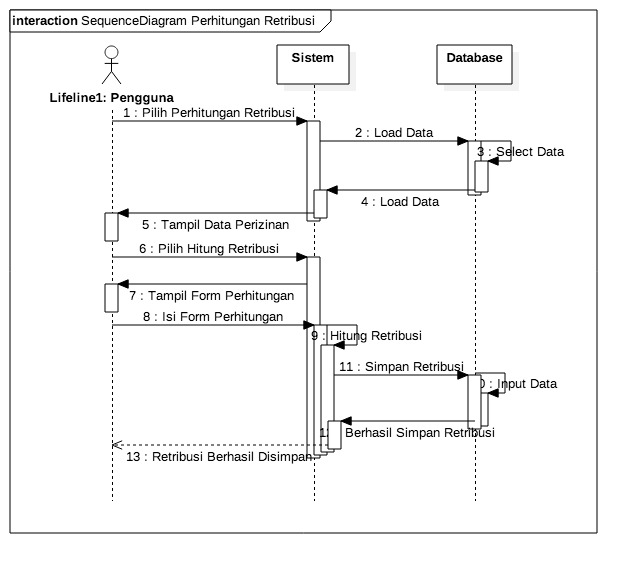 interaction SequenceDiagram Perhitungan Retribusi
Sistem
Database
Lifeline1: Pengguna
1 : Pilih Perhitungan Retribusi
2 : Load Data
3 : Select Data
4 : Load Data
5 : Tampil Data Perizinan
6 : Pilih Hitung Retribusi
7 : Tampil Form Perhitungan
8 : Isi Form Perhitungan
9 : Hitung Retribusi
11 : Simpan Retribusi
0 : Input Data
Berhasil Simpan Retribusi
13 : Retribusi Berhasil Disimpan